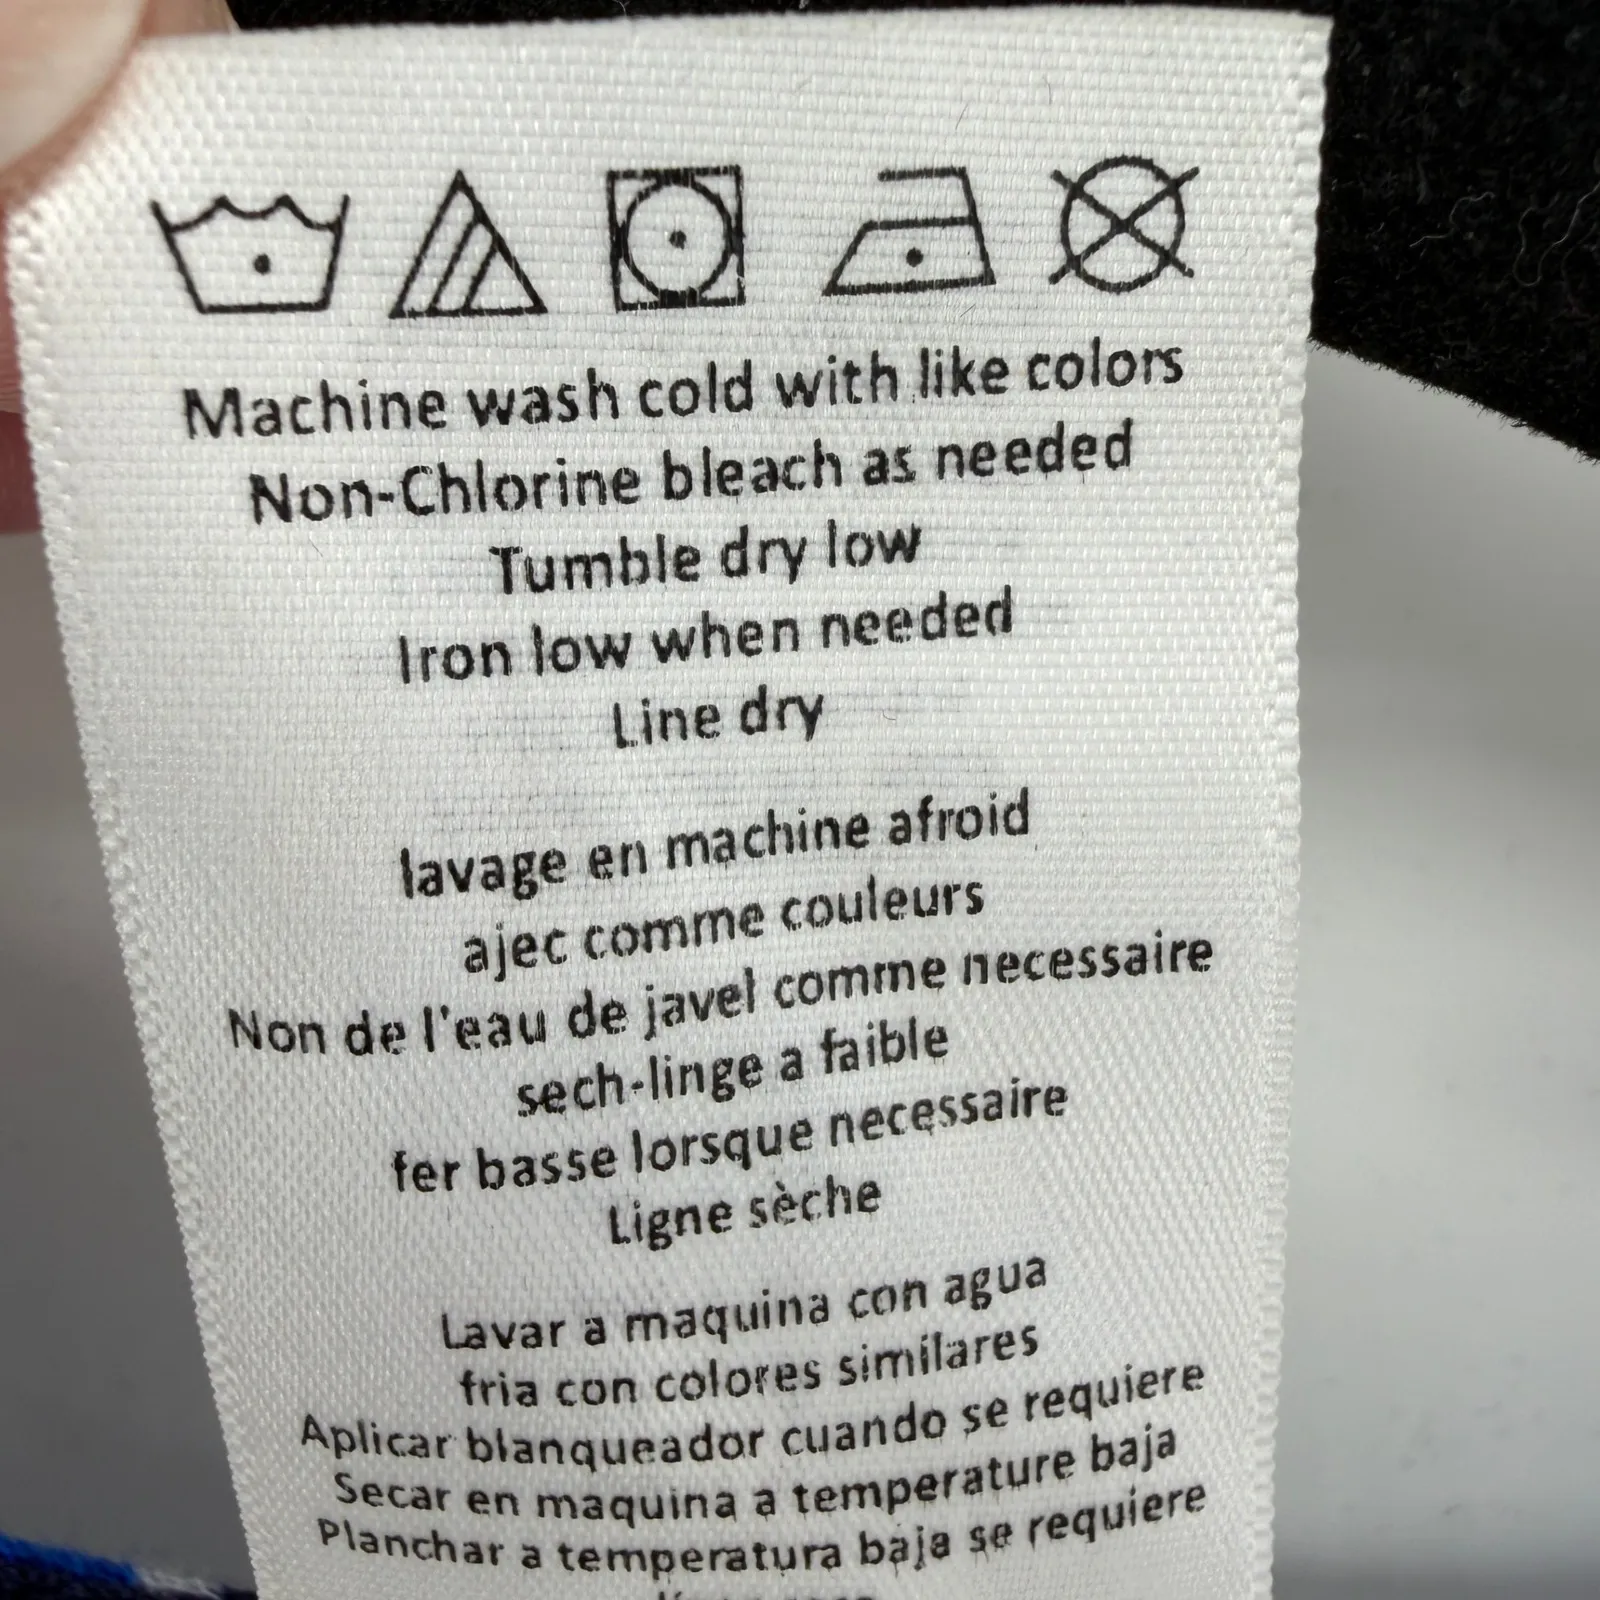 Machine wash cold with like colors
Non-Chlorine bleach as needed
Tumble dry low
Iron low when needed
Line dry
lavage en machine afroid
ajec comme couleurs
Non de l'eau de javel comme necessaire
sech-linge a faible
fer basse lorsque necessaire
Ligne sèche
Lavar a maquina con agua
fria con colores similares
Aplicar blanqueador cuando se requiere
Secar en maquina a temperature baja
Planchar a temperatura baja se requiere